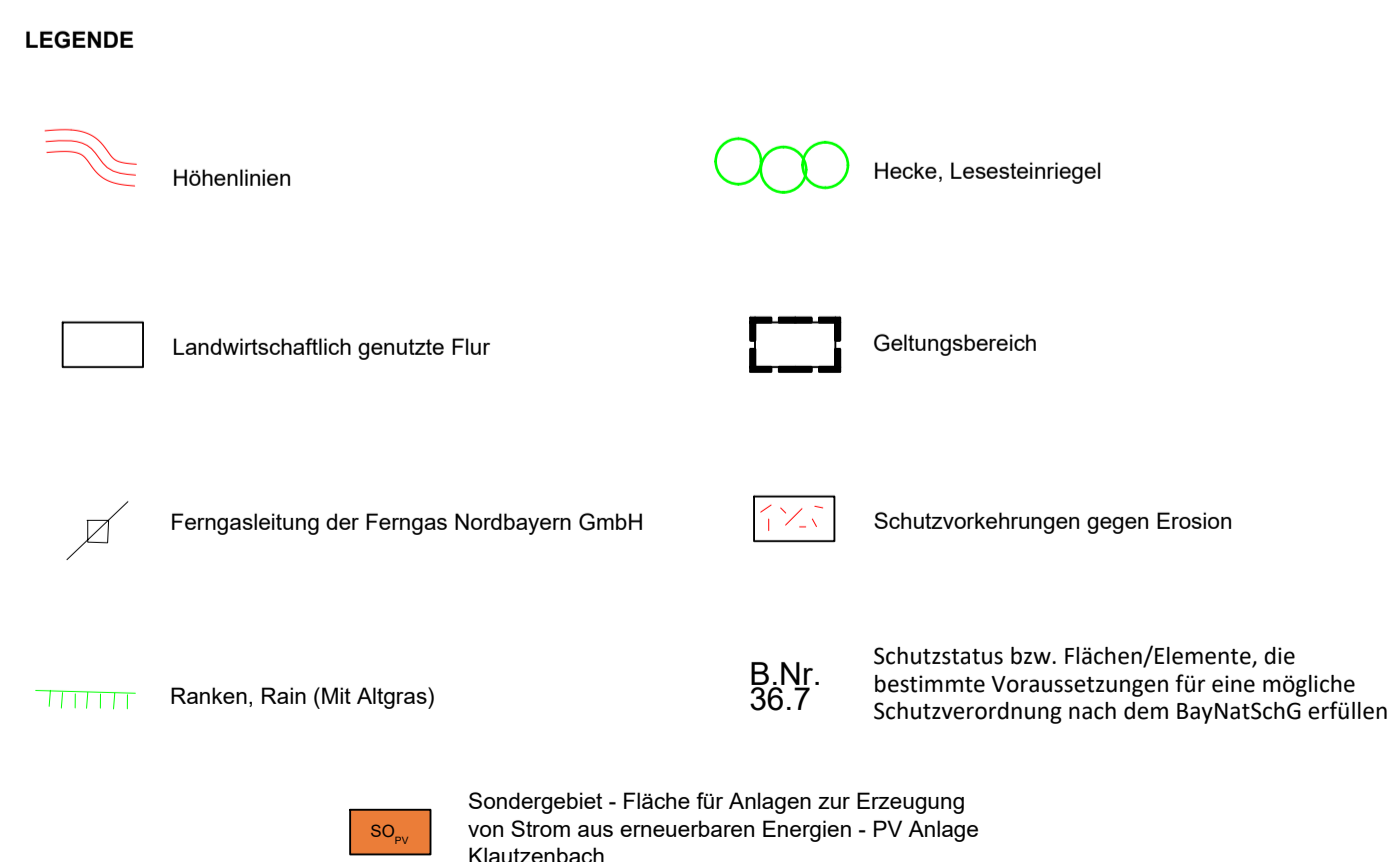 LEGENDE
Höhenlinien
Hecke, Lesesteinriegel
Landwirtschaftlich genutzte Flur
Geltungsbereich
Ferngasleitung der Ferngas Nordbayern GmbH
Schutzvorkehrungen gegen Erosion
Ranken, Rain (Mit Altgras)
B.Nr.
36.7
Schutzstatus bzw. Flächen/Elemente, die
bestimmte Voraussetzungen für eine mögliche
Schutzverordnung nach dem BayNatSchG erfüllen
SO PV
Sondergebiet - Fläche für Anlagen zur Erzeugung
von Strom aus erneuerbaren Energien - PV Anlage
Klautzenbach